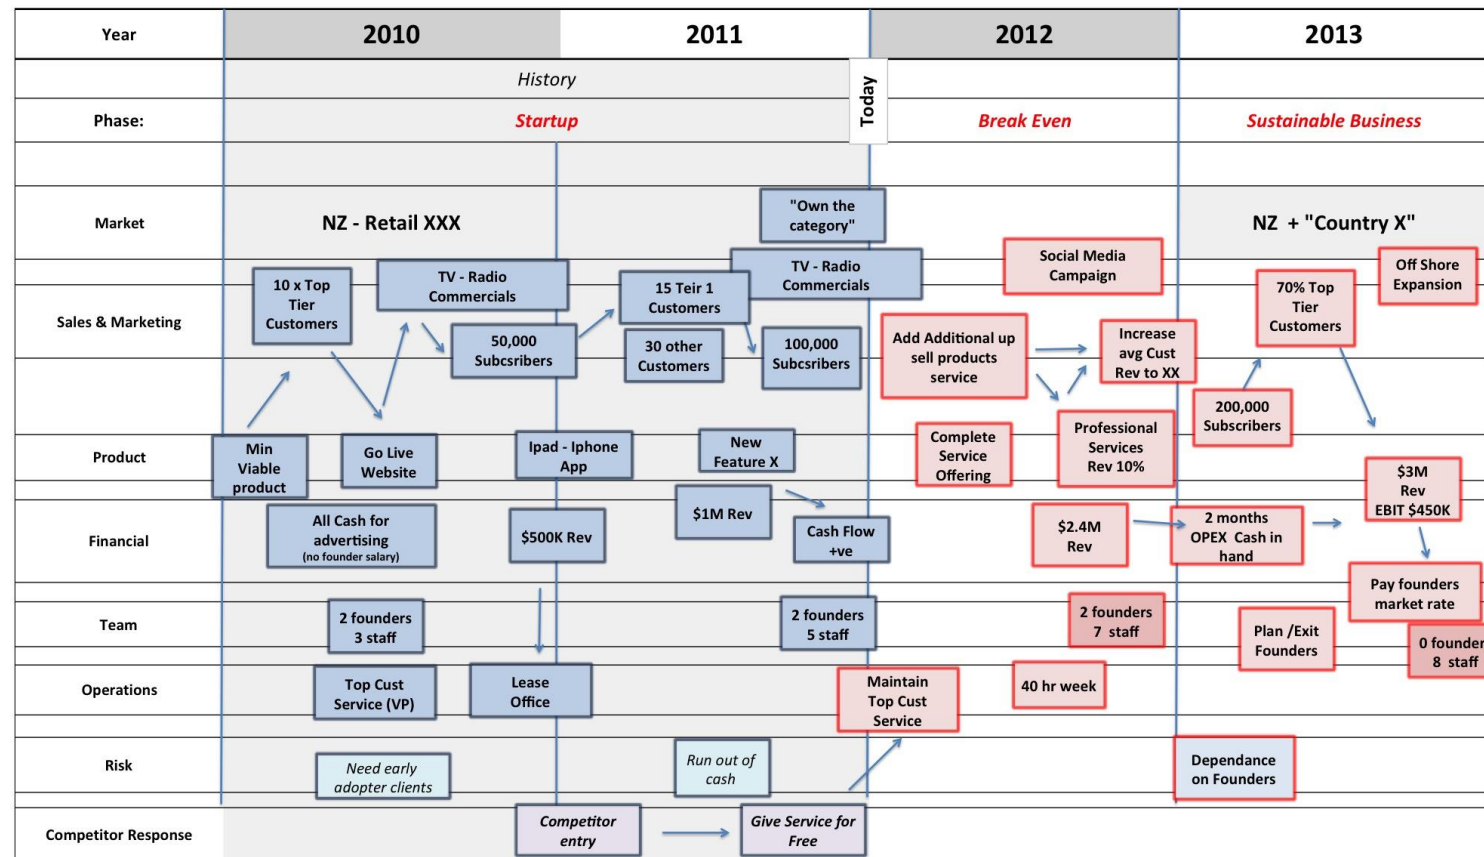 Year
2010
2011
2012
2013
History
Today
Phase:
Startup
Break Even
Sustainable Business
Market
NZ - Retail XXX
"Own the
category"
NZ + "Country X"
Sales & Marketing
10 x Top
Tier
Customers
TV - Radio
Commercials
50,000
Subcsribers
15 Teir 1
Customers
30 other
Customers
TV - Radio
Commercials
100,000
Subcsribers
Social Media
Campaign
Add Additional up
sell products
service
Increase
avg Cust
Rev to XX
200,000
Subscribers
70% Top
Tier
Customers
Off Shore
Expansion
Product
Min
Viable
product
Go Live
Website
Ipad - Iphone
App
New
Feature X
Complete
Service
Offering
Professional
Services
Rev 10%
Financial
All Cash for
advertising
(no founder salary)
$500K Rev
$1M Rev
Cash Flow
+ve
$2.4M
Rev
2 months
OPEX Cash in
hand
$3M
Rev
EBIT $450K
Pay founders
market rate
Team
2 founders
3 staff
2 founders
5 staff
2 founders
7 staff
Plan /Exit
Founders
0 founder
8 staff
Operations
Top Cust
Service (VP)
Lease
Office
Maintain
Top Cust
Service
40 hr week
Risk
Need early
adopter clients
Run out of
cash
Dependance
on Founders
Competitor Response
Competitor
entry
Give Service for
Free